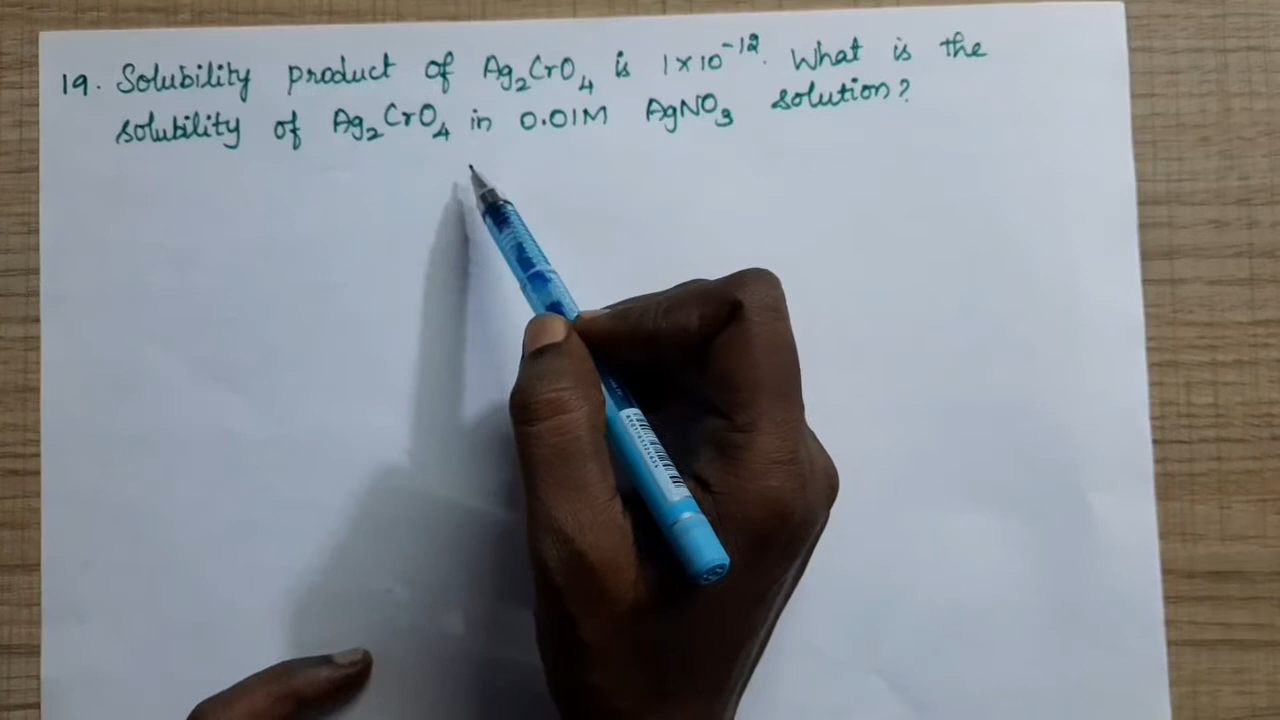 19. Solubility product of Ag₂CrO₄ is 1×10⁻¹². What is the
solubility of Ag₂CrO₄ in 0.01M AgNO₃ solution?